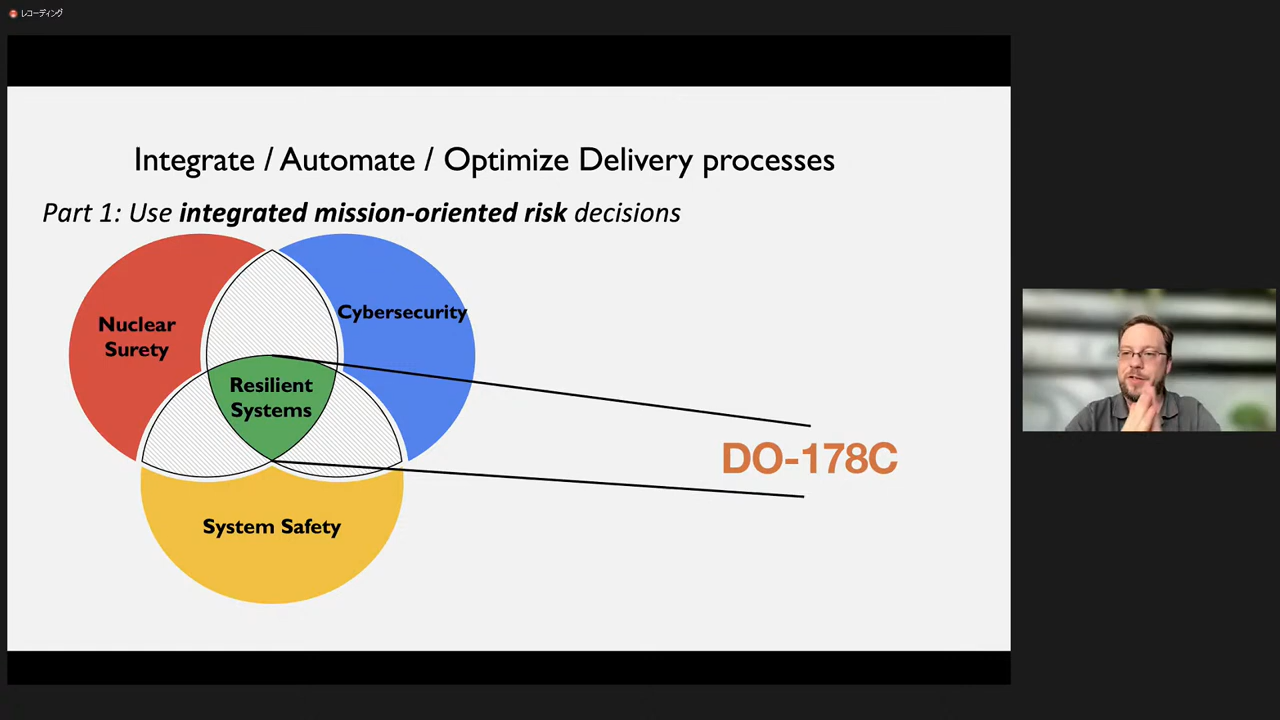 レコーディング
Integrate / Automate / Optimize Delivery processes
Part 1: Use integrated mission-oriented risk decisions
Nuclear
Surety
Cybersecurity
Resilient
Systems
DO-178C
System Safety